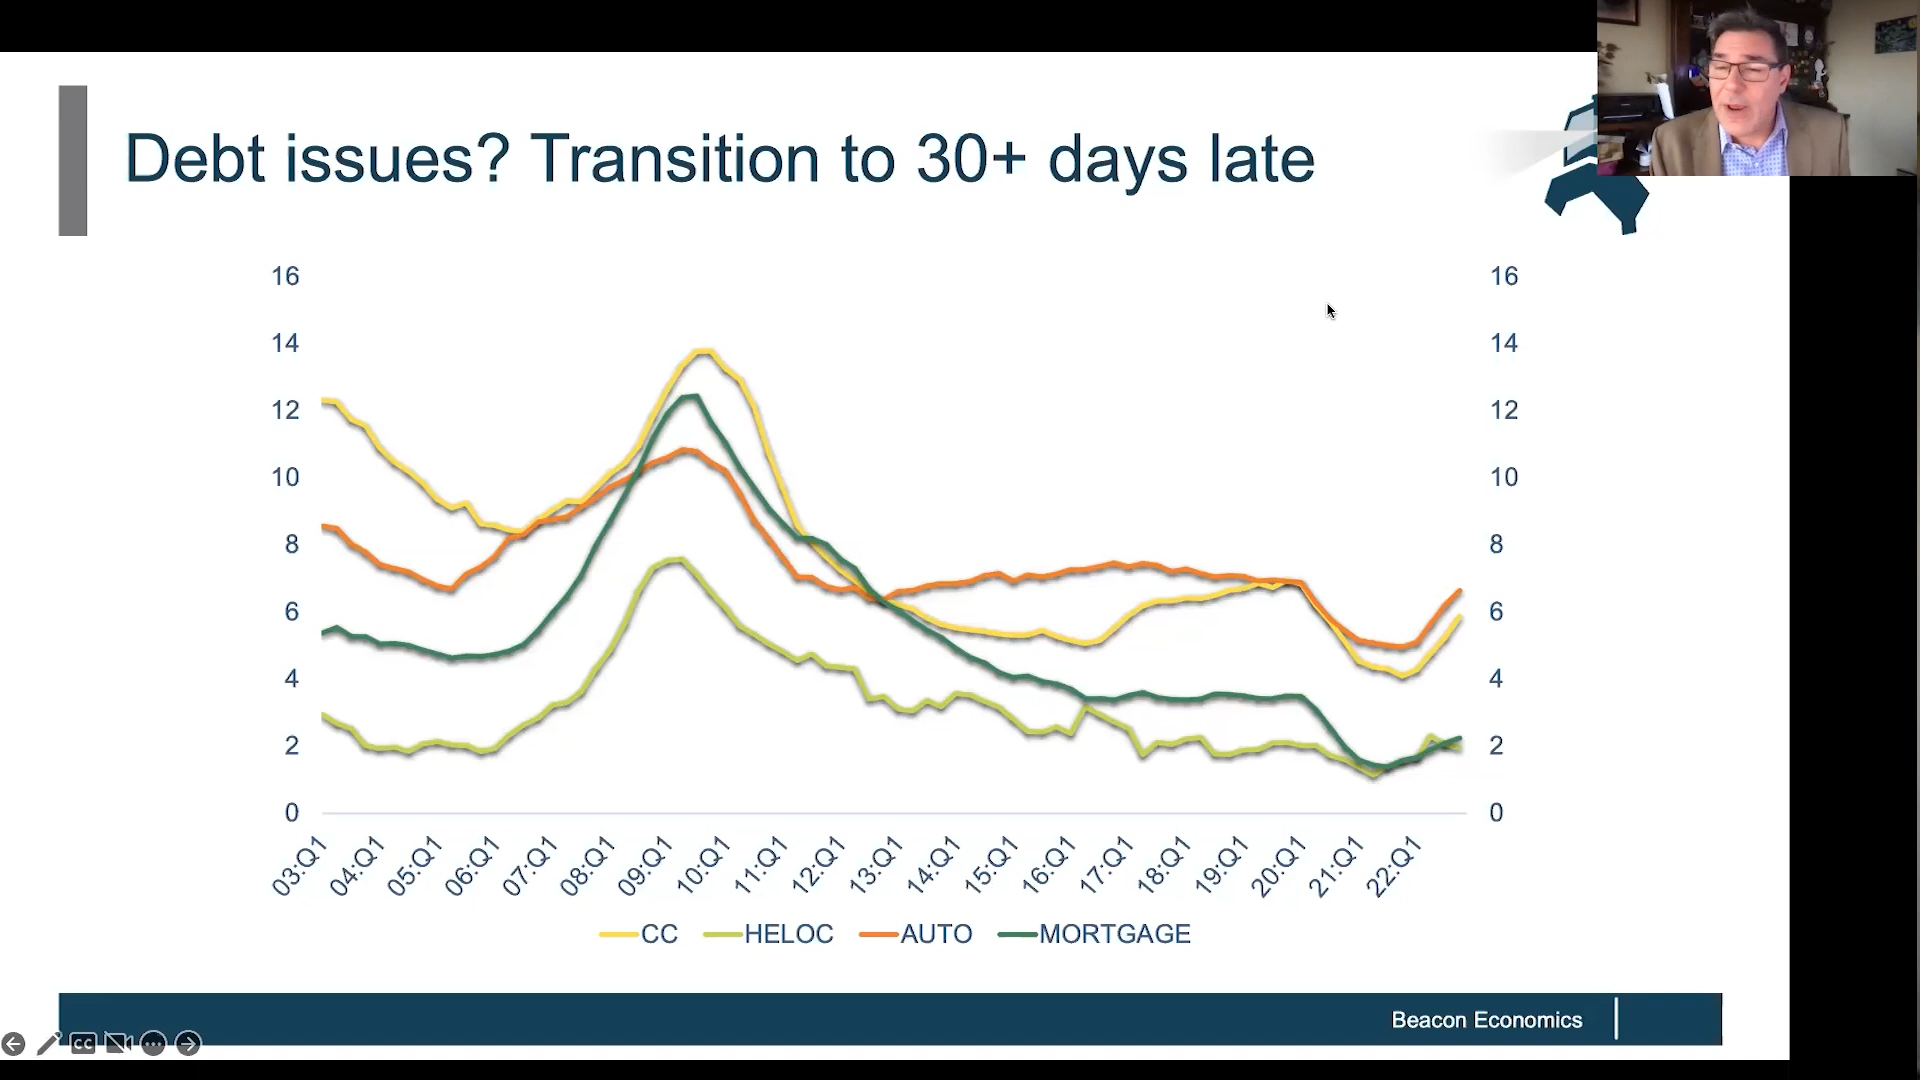 Debt issues? Transition to 30+ days late
16 16
14 14
12 12
10 10
8 8
6 6
4 4
2 2
0 0
03:Q1 04:Q1 05:Q1 06:Q1 07:Q1 08:Q1 09:Q1 10:Q1 11:Q1 12:Q1 13:Q1 14:Q1 15:Q1 16:Q1 17:Q1 18:Q1 19:Q1 20:Q1 21:Q1 22:Q1
CC HELOC AUTO MORTGAGE
Beacon Economics
CC